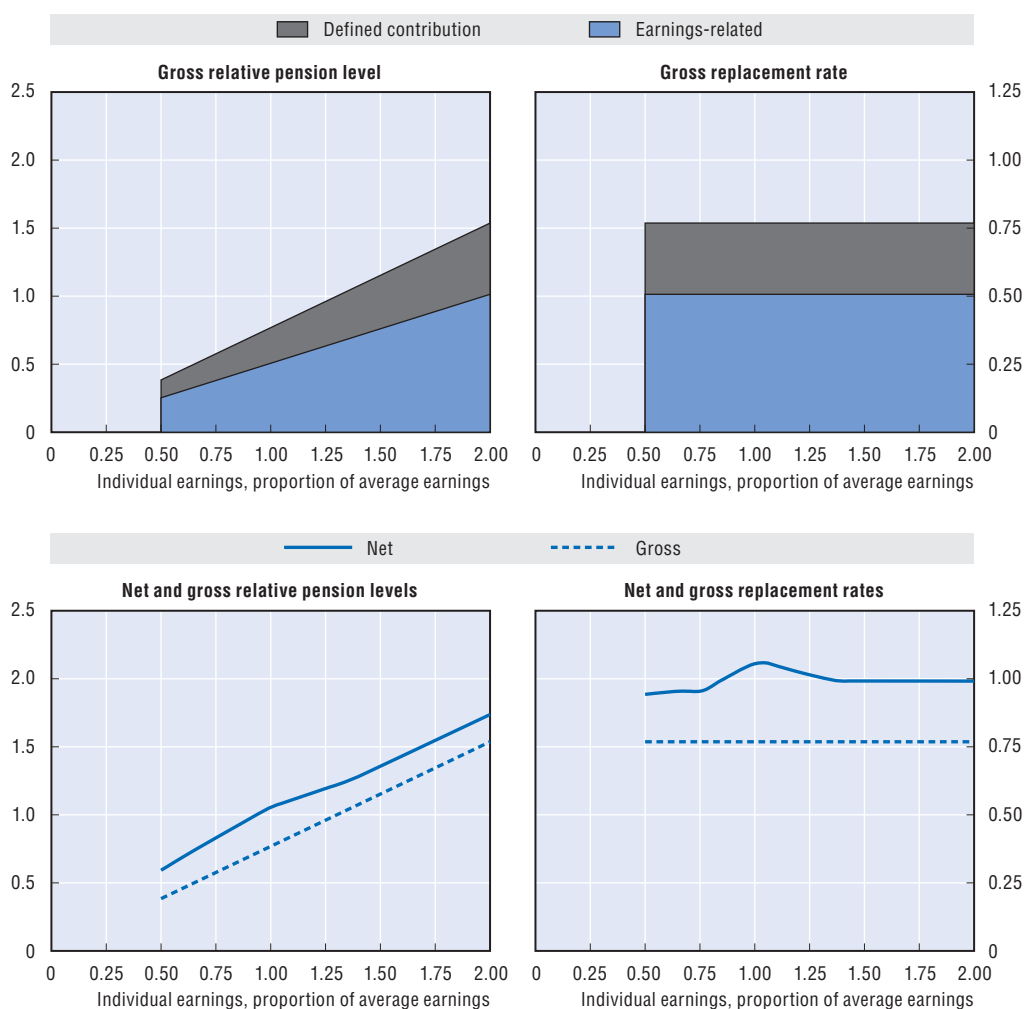 Defined contribution Earnings-related
Gross relative pension level Gross replacement rate
2.5 1.25
2.0 1.00
1.5 0.75
1.0 0.50
0.5 0.25
0 0
0 0.25 0.50 0.75 1.00 1.25 1.50 1.75 2.00 0 0.25 0.50 0.75 1.00 1.25 1.50 1.75 2.00
Individual earnings, proportion of average earnings Individual earnings, proportion of average earnings
Net Gross
Net and gross relative pension levels Net and gross replacement rates
2.5 1.25
2.0 1.00
1.5 0.75
1.0 0.50
0.5 0.25
0 0
0 0.25 0.50 0.75 1.00 1.25 1.50 1.75 2.00 0 0.25 0.50 0.75 1.00 1.25 1.50 1.75 2.00
Individual earnings, proportion of average earnings Individual earnings, proportion of average earnings